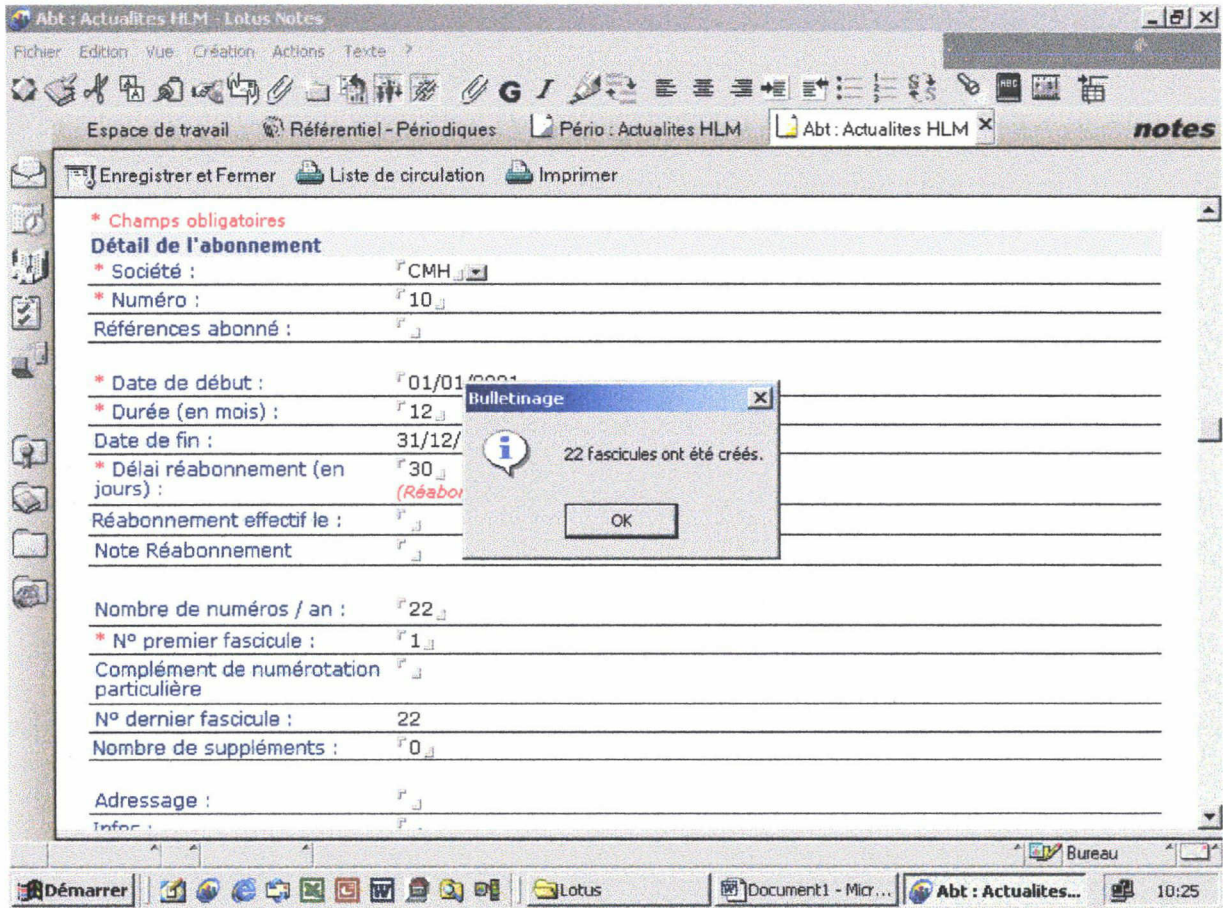 Abt : Actualites HLM - Lotus Notes
Fichier Edition Vue Création Actions Texte ?
Espace de travail Référentiel - Périodiques Pério : Actualites HLM Abt : Actualites HLM notes
Enregistrer et Fermer Liste de circulation Imprimer
* Champs obligatoires
Détail de l'abonnement
* Société : CMH
* Numéro : 10
Références abonné :
* Date de début : 01/01/2001
* Durée (en mois) : 12
Date de fin : 31/12/
* Délai réabonnement (en jours) : 30
(Réabon
Réabonnement effectif le :
Note Réabonnement
Bulletinage
22 fascicules ont été créés.
OK
Nombre de numéros / an : 22
* N° premier fascicule : 1
Complément de numérotation particulière
N° dernier fascicule : 22
Nombre de suppléments : 0
Adressage :
Bureau
Démarrer Lotus Document1 - Micr... Abt : Actualites... 10:25